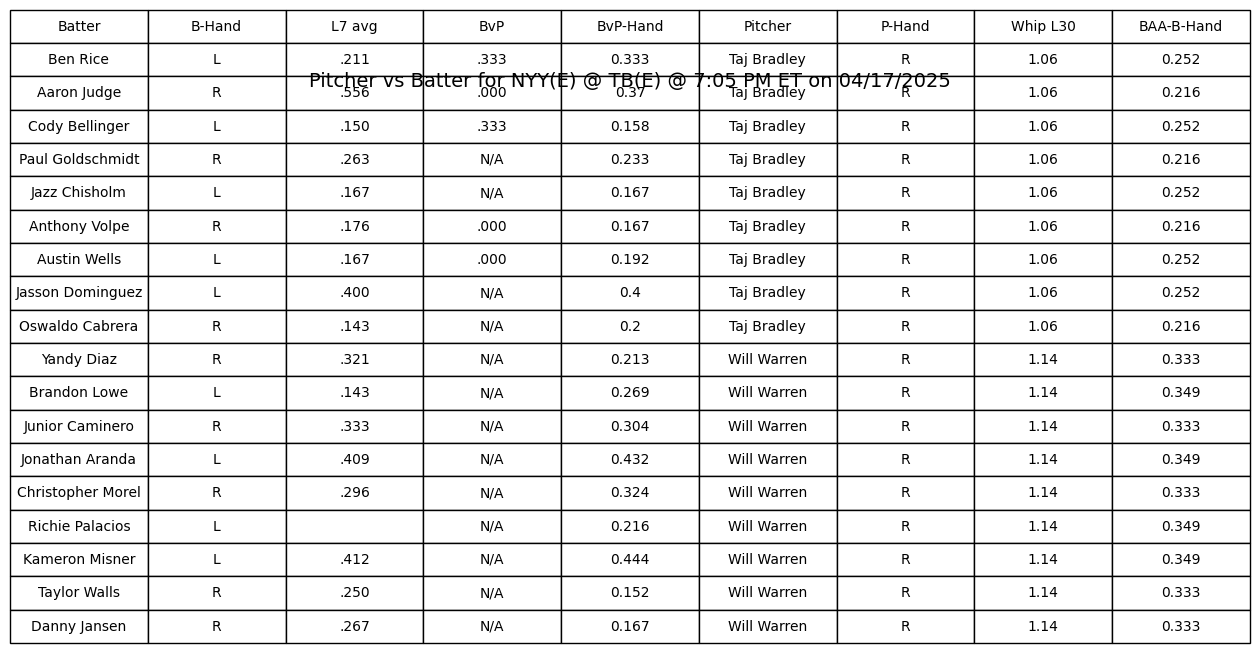 Batter B-Hand L7 avg BvP BvP-Hand Pitcher P-Hand Whip L30 BAA-B-Hand
Ben Rice L .211 .333 0.333 Taj Bradley R 1.06 0.252
Pitcher vs Batter for NYY(E) @ TB(E) @ 7:05 PM ET on 04/17/2025
Aaron Judge R .556 .000 0.37 Taj Bradley R 1.06 0.216
Cody Bellinger L .150 .333 0.158 Taj Bradley R 1.06 0.252
Paul Goldschmidt R .263 N/A 0.233 Taj Bradley R 1.06 0.216
Jazz Chisholm L .167 N/A 0.167 Taj Bradley R 1.06 0.252
Anthony Volpe R .176 .000 0.167 Taj Bradley R 1.06 0.216
Austin Wells L .167 .000 0.192 Taj Bradley R 1.06 0.252
Jasson Dominguez L .400 N/A 0.4 Taj Bradley R 1.06 0.252
Oswaldo Cabrera R .143 N/A 0.2 Taj Bradley R 1.06 0.216
Yandy Diaz R .321 N/A 0.213 Will Warren R 1.14 0.333
Brandon Lowe L .143 N/A 0.269 Will Warren R 1.14 0.349
Junior Caminero R .333 N/A 0.304 Will Warren R 1.14 0.333
Jonathan Aranda L .409 N/A 0.432 Will Warren R 1.14 0.349
Christopher Morel R .296 N/A 0.324 Will Warren R 1.14 0.333
Richie Palacios L N/A 0.216 Will Warren R 1.14 0.349
Kameron Misner L .412 N/A 0.444 Will Warren R 1.14 0.349
Taylor Walls R .250 N/A 0.152 Will Warren R 1.14 0.333
Danny Jansen R .267 N/A 0.167 Will Warren R 1.14 0.333